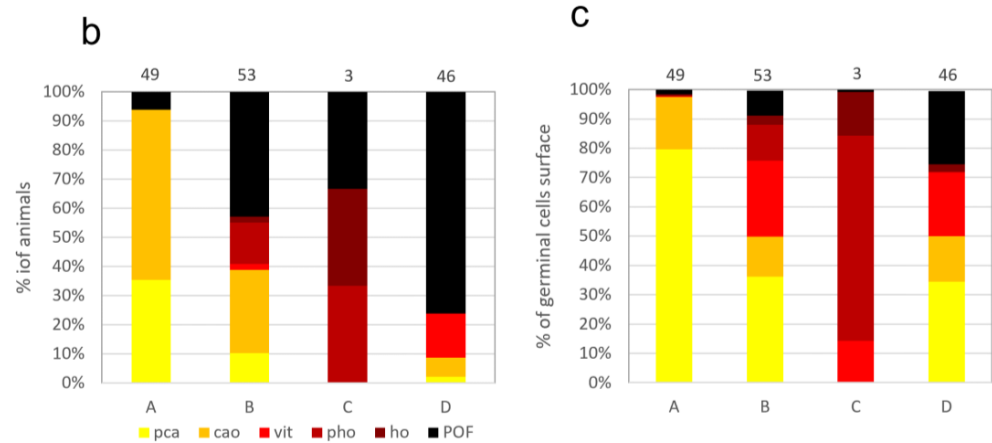 b
49 53 3 46
% iof animals
100%
90%
80%
70%
60%
50%
40%
30%
20%
10%
0%
A B C D
pca cao vit pho ho POF
c
49 53 3 46
% of germinal cells surface
100%
90%
80%
70%
60%
50%
40%
30%
20%
10%
0%
A B C D